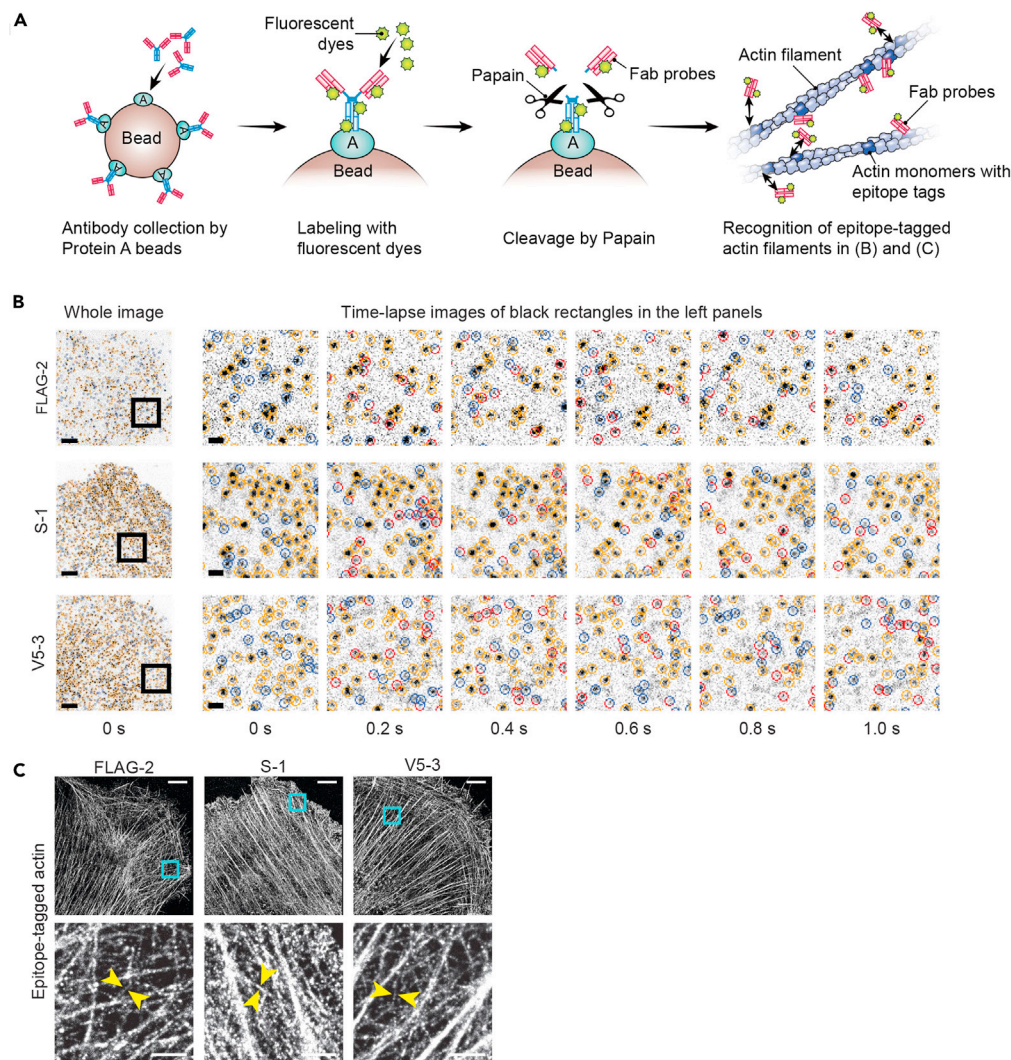 A
Fluorescent
dyes
Papain
Fab probes
Actin filament
Fab probes
Actin monomers with
epitope tags
A
A
A
A
A
Bead
A
Bead
A
Bead
Antibody collection by
Protein A beads
Labeling with
fluorescent dyes
Cleavage by Papain
Recognition of epitope-tagged
actin filaments in (B) and (C)
B
Whole image
Time-lapse images of black rectangles in the left panels
FLAG-2
S-1
V5-3
0 s
0 s
0.2 s
0.4 s
0.6 s
0.8 s
1.0 s
C
FLAG-2
S-1
V5-3
Epitope-tagged actin